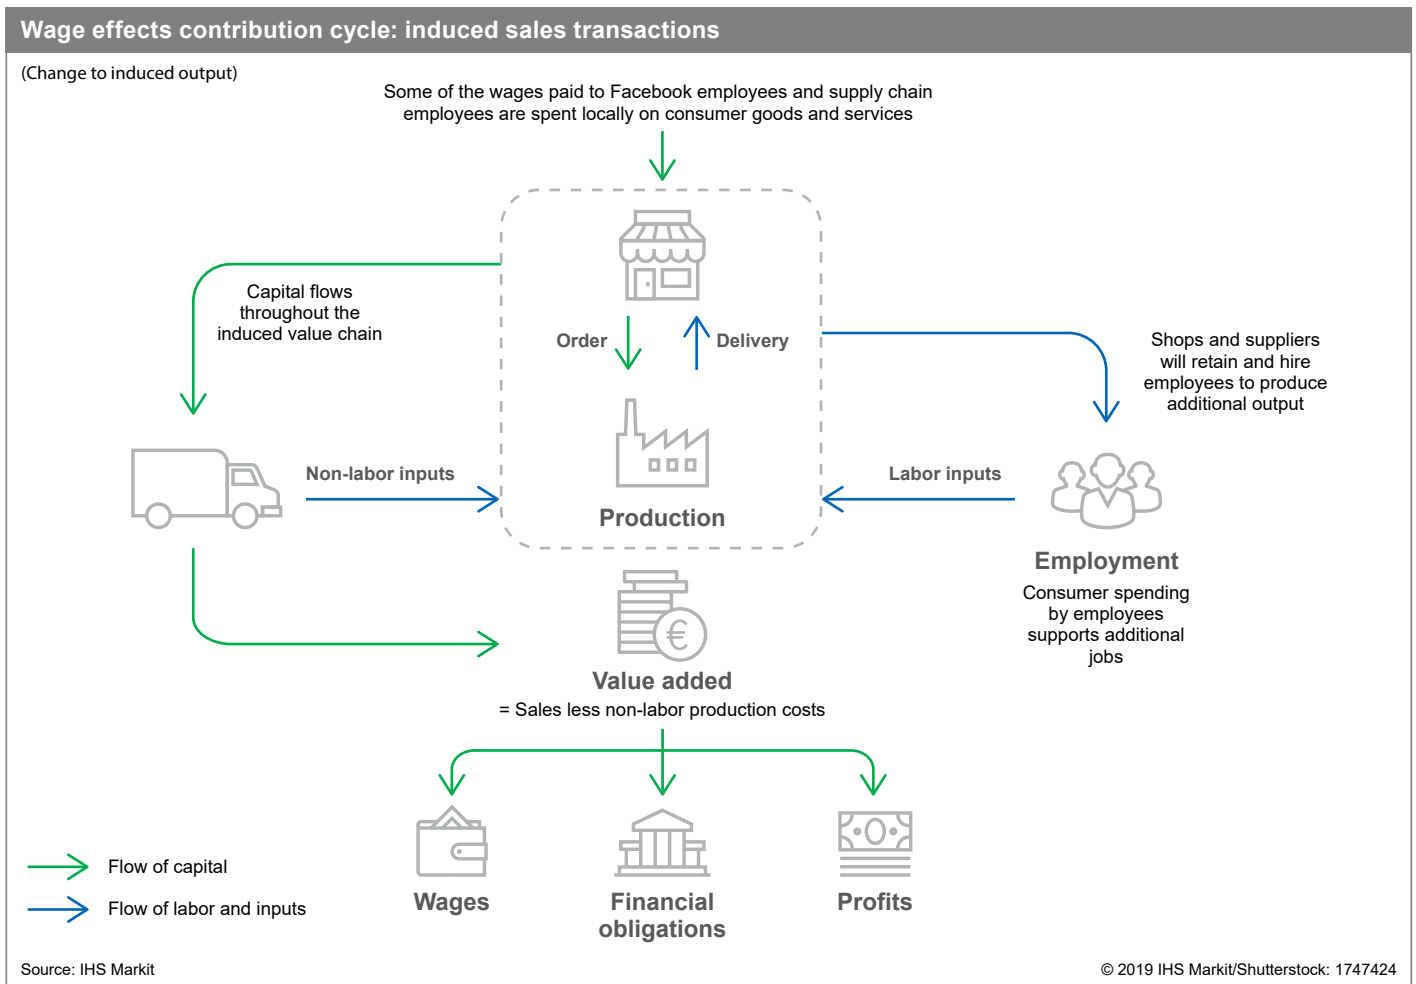 Wage effects contribution cycle: induced sales transactions
(Change to induced output)
Some of the wages paid to Facebook employees and supply chain
employees are spent locally on consumer goods and services
Capital flows
throughout the
induced value chain
Order
Delivery
Shops and suppliers
will retain and hire
employees to produce
additional output
Non-labor inputs
Labor inputs
Production
Employment
Consumer spending
by employees
supports additional
jobs
€
Value added
= Sales less non-labor production costs
Flow of capital
Flow of labor and inputs
Wages
Financial
obligations
Profits
Source: IHS Markit
© 2019 IHS Markit/Shutterstock: 1747424